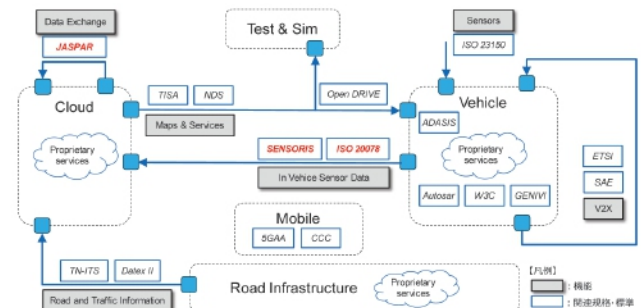 Data Exchange
JASPAR
Test & Sim
Sensors
ISO 23150
Cloud
TISA
NDS
Open DRIVE
Maps & Services
Vehicle
ADASIS
Proprietary
services
SENSORIS
ISO 20078
In Vehice Sensor Data
Proprietary
services
Autosar
W3C
GENIVI
ETSI
SAE
V2X
Mobile
5GAA
CCC
TN-ITS
Datex II
Road and Traffic Information
Road Infrastructure
Proprietary
services
【凡例】
: 機能
: 関連規格・標準